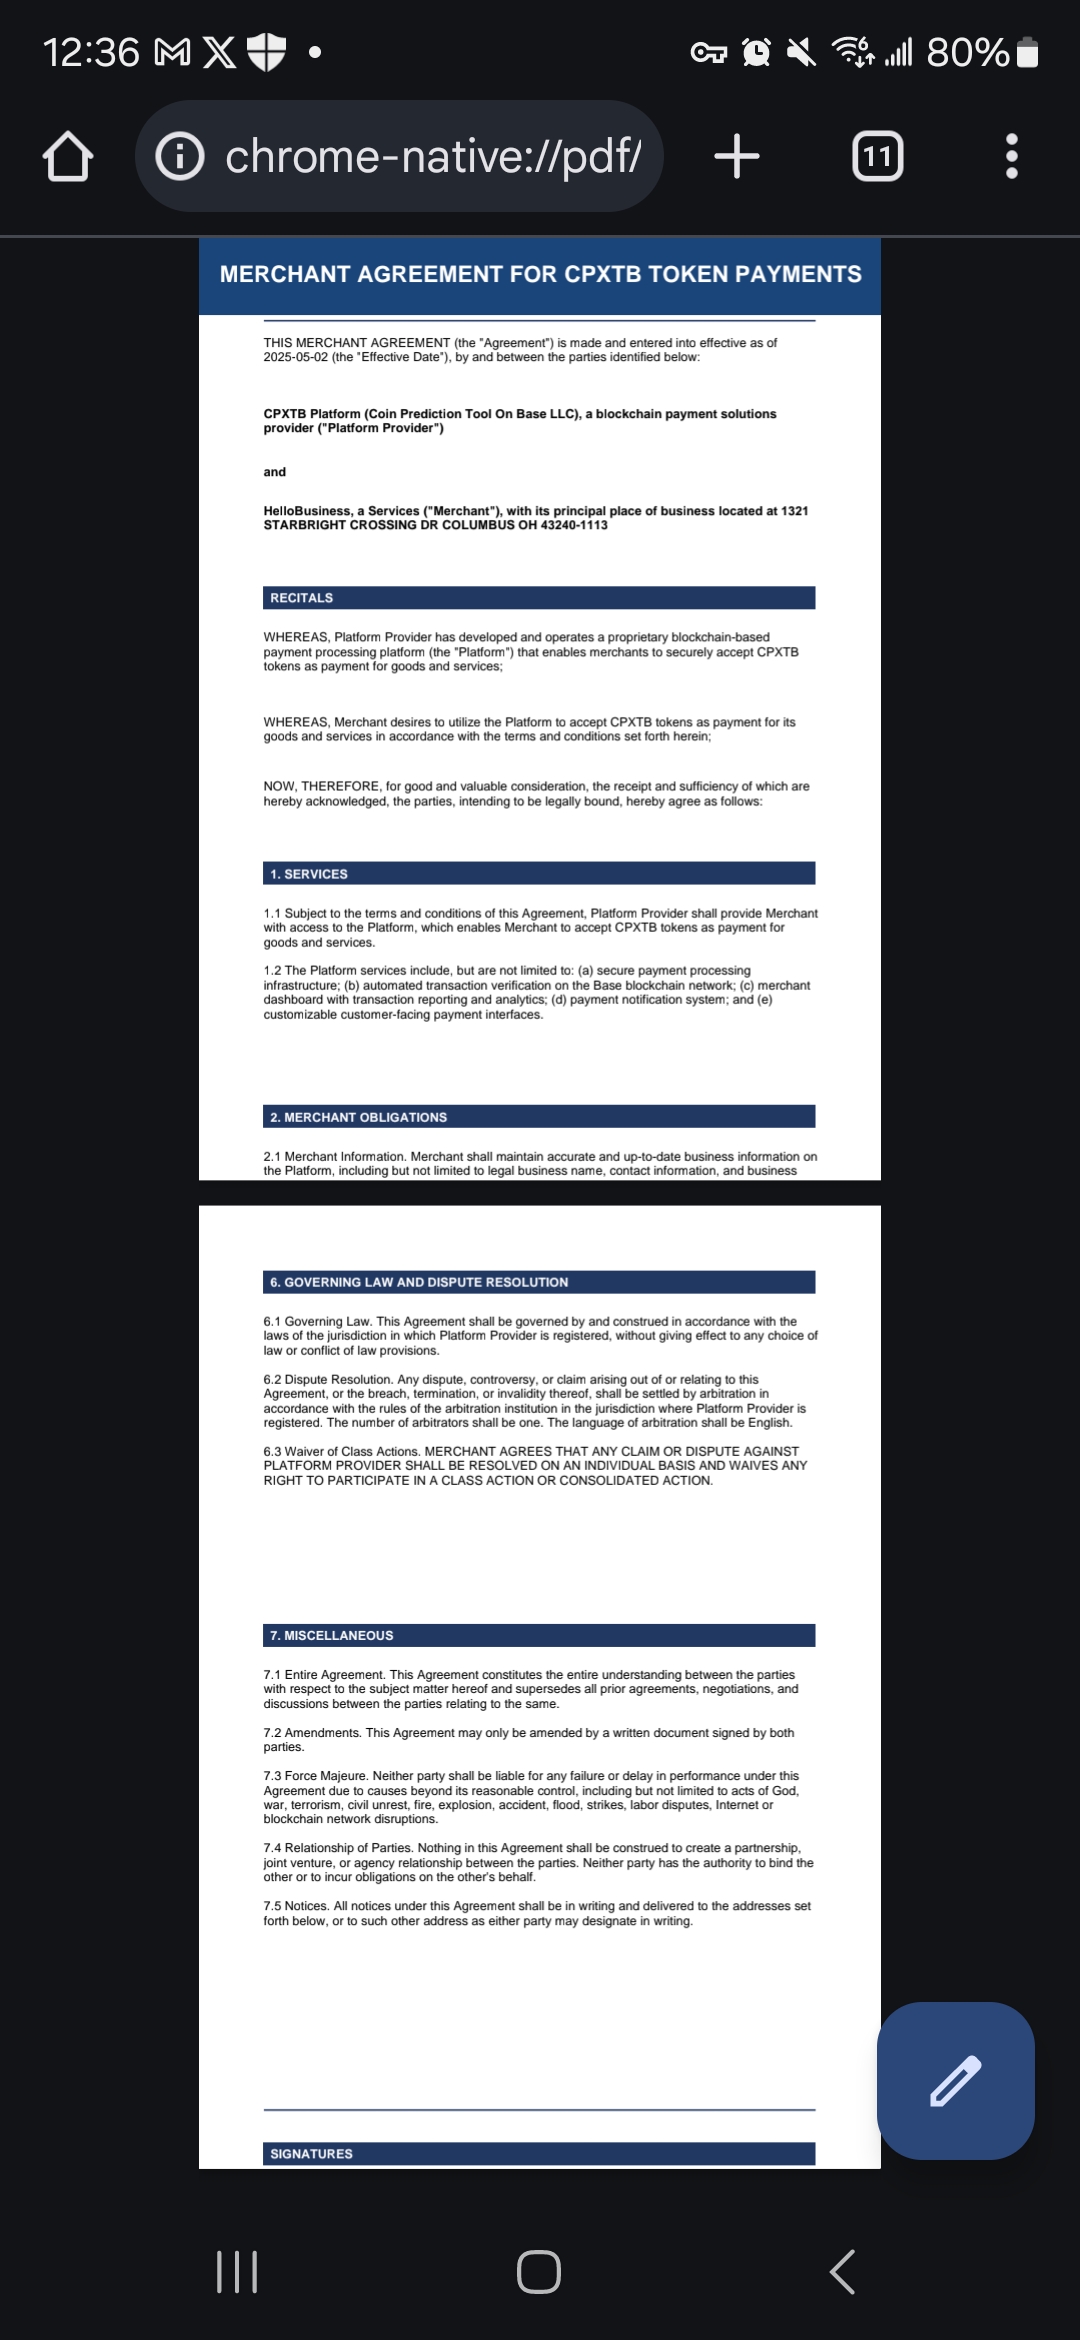 12:36
80%
chrome-native://pdf/
11
MERCHANT AGREEMENT FOR CPXTB TOKEN PAYMENTS
THIS MERCHANT AGREEMENT (the "Agreement") is made and entered into effective as of
2025-05-02 (the "Effective Date"), by and between the parties identified below:
CPXTB Platform (Coin Prediction Tool On Base LLC), a blockchain payment solutions
provider ("Platform Provider")
and
HelloBusiness, a Services ("Merchant"), with its principal place of business located at 1321
STARBRIGHT CROSSING DR COLUMBUS OH 43240-1113
RECITALS
WHEREAS, Platform Provider has developed and operates a proprietary blockchain-based
payment processing platform (the "Platform") that enables merchants to securely accept CPXTB
tokens as payment for goods and services;
WHEREAS, Merchant desires to utilize the Platform to accept CPXTB tokens as payment for its
goods and services in accordance with the terms and conditions set forth herein;
NOW, THEREFORE, for good and valuable consideration, the receipt and sufficiency of which are
hereby acknowledged, the parties, intending to be legally bound, hereby agree as follows:
1. SERVICES
1.1 Subject to the terms and conditions of this Agreement, Platform Provider shall provide Merchant
with access to the Platform, which enables Merchant to accept CPXTB tokens as payment for
goods and services.
1.2 The Platform services include, but are not limited to: (a) secure payment processing
infrastructure; (b) automated transaction verification on the Base blockchain network; (c) merchant
dashboard with transaction reporting and analytics; (d) payment notification system; and (e)
customizable customer-facing payment interfaces.
2. MERCHANT OBLIGATIONS
2.1 Merchant Information. Merchant shall maintain accurate and up-to-date business information on
the Platform, including but not limited to legal business name, contact information, and business
6. GOVERNING LAW AND DISPUTE RESOLUTION
6.1 Governing Law. This Agreement shall be governed by and construed in accordance with the
laws of the jurisdiction in which Platform Provider is registered, without giving effect to any choice of
law or conflict of law provisions.
6.2 Dispute Resolution. Any dispute, controversy, or claim arising out of or relating to this
Agreement, or the breach, termination, or invalidity thereof, shall be settled by arbitration in
accordance with the rules of the arbitration institution in the jurisdiction where Platform Provider is
registered. The number of arbitrators shall be one. The language of arbitration shall be English.
6.3 Waiver of Class Actions. MERCHANT AGREES THAT ANY CLAIM OR DISPUTE AGAINST
PLATFORM PROVIDER SHALL BE RESOLVED ON AN INDIVIDUAL BASIS AND WAIVES ANY
RIGHT TO PARTICIPATE IN A CLASS ACTION OR CONSOLIDATED ACTION.
7. MISCELLANEOUS
7.1 Entire Agreement. This Agreement constitutes the entire understanding between the parties
with respect to the subject matter hereof and supersedes all prior agreements, negotiations, and
discussions between the parties relating to the same.
7.2 Amendments. This Agreement may only be amended by a written document signed by both
parties.
7.3 Force Majeure. Neither party shall be liable for any failure or delay in performance under this
Agreement due to causes beyond its reasonable control, including but not limited to acts of God,
war, terrorism, civil unrest, fire, explosion, accident, flood, strikes, labor disputes, Internet or
blockchain network disruptions.
7.4 Relationship of Parties. Nothing in this Agreement shall be construed to create a partnership,
joint venture, or agency relationship between the parties. Neither party has the authority to bind the
other or to incur obligations on the other's behalf.
7.5 Notices. All notices under this Agreement shall be in writing and delivered to the addresses set
forth below, or to such other address as either party may designate in writing.
SIGNATURES